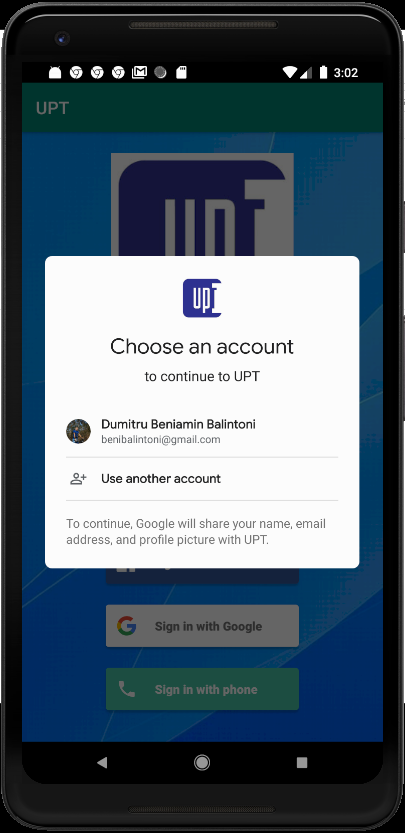 3:02
UPT
upt
upt
Choose an account
to continue to UPT
Dumitru Beniamin Balintoni
benibalintoni@gmail.com
Use another account
To continue, Google will share your name, email
address, and profile picture with UPT.
Sign in with Google
Sign in with phone